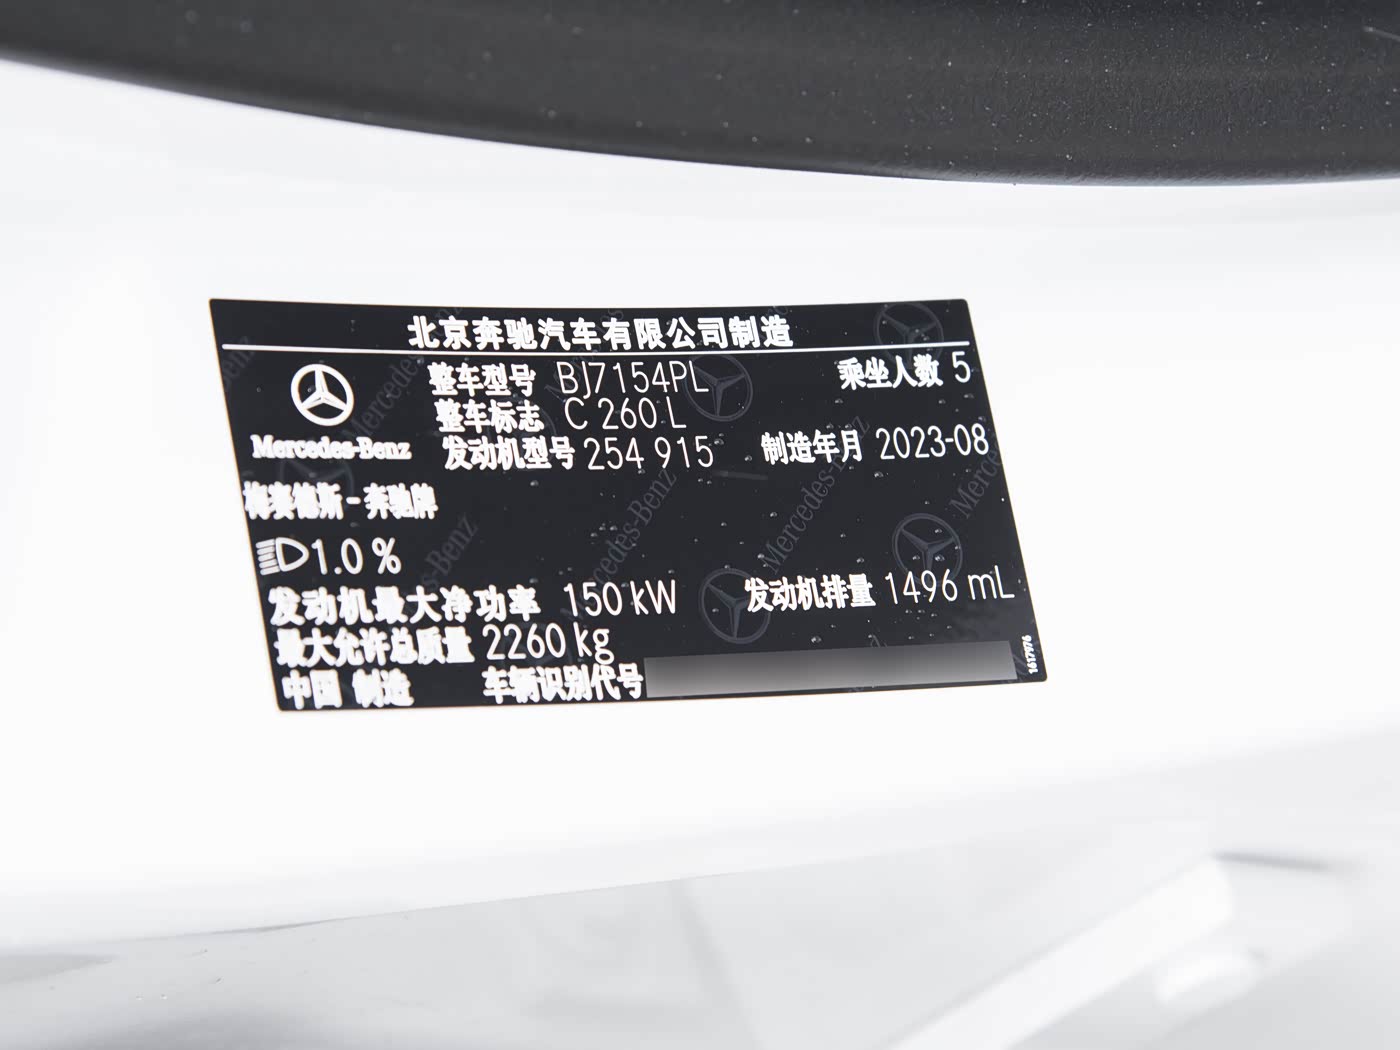 北京奔驰汽车有限公司制造
整车型号 BJ7154PL 乘坐人数 5
整车标志 C 260 L
Mercedes-Benz
发动机型号 254 915 制造年月 2023-08
梅赛德斯-奔驰牌
1.0 %
发动机最大净功率 150 kW 发动机排量 1496 mL
最大允许总质量 2260 kg
中国 制造 车辆识别代号
1617976